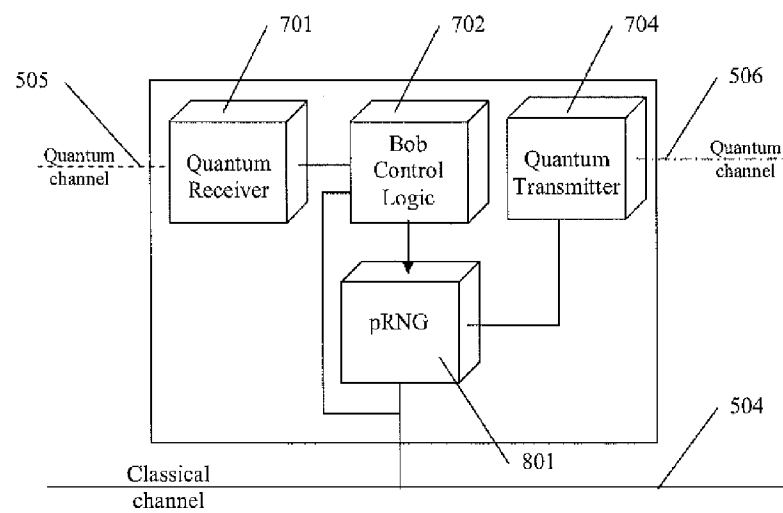 701
702
704
505
506
Quantum
channel
Quantum
Receiver
Bob
Control
Logic
Quantum
Transmitter
Quantum
channel
pRNG
504
801
Classical
channel